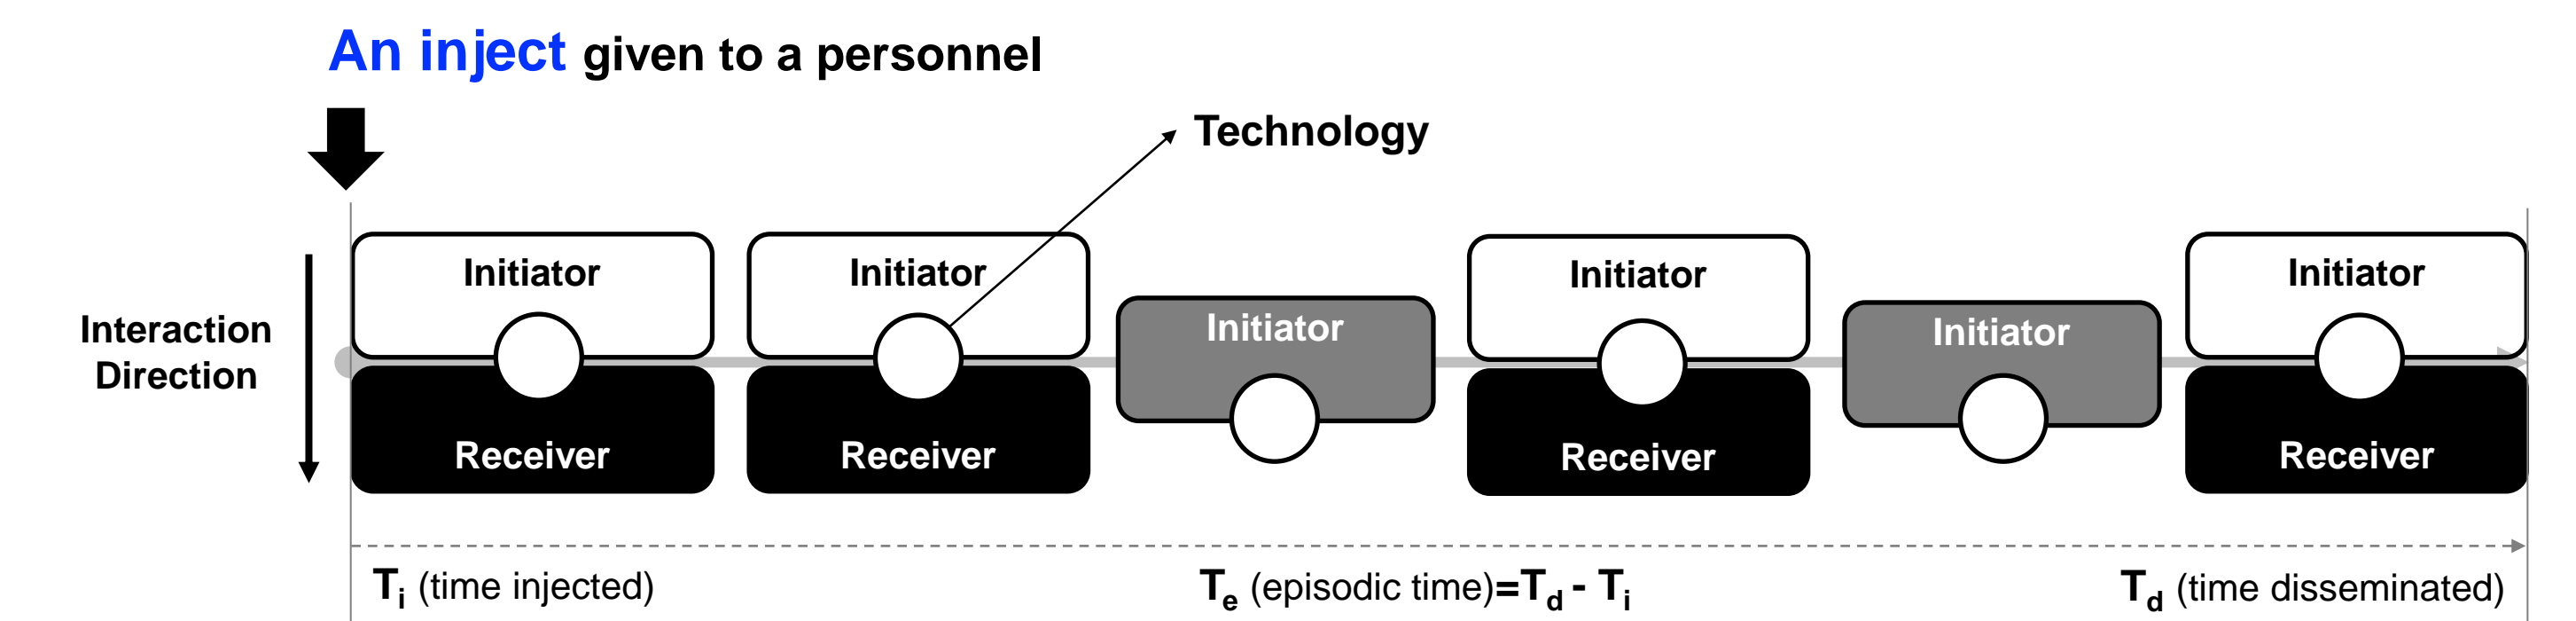 An inject given to a personnel
Technology
Initiator
Initiator
Initiator
Initiator
Initiator
Initiator
Interaction
Direction
Receiver
Receiver
Receiver
Receiver
Ti (time injected)
Te (episodic time)=Td - Ti
Td (time disseminated)